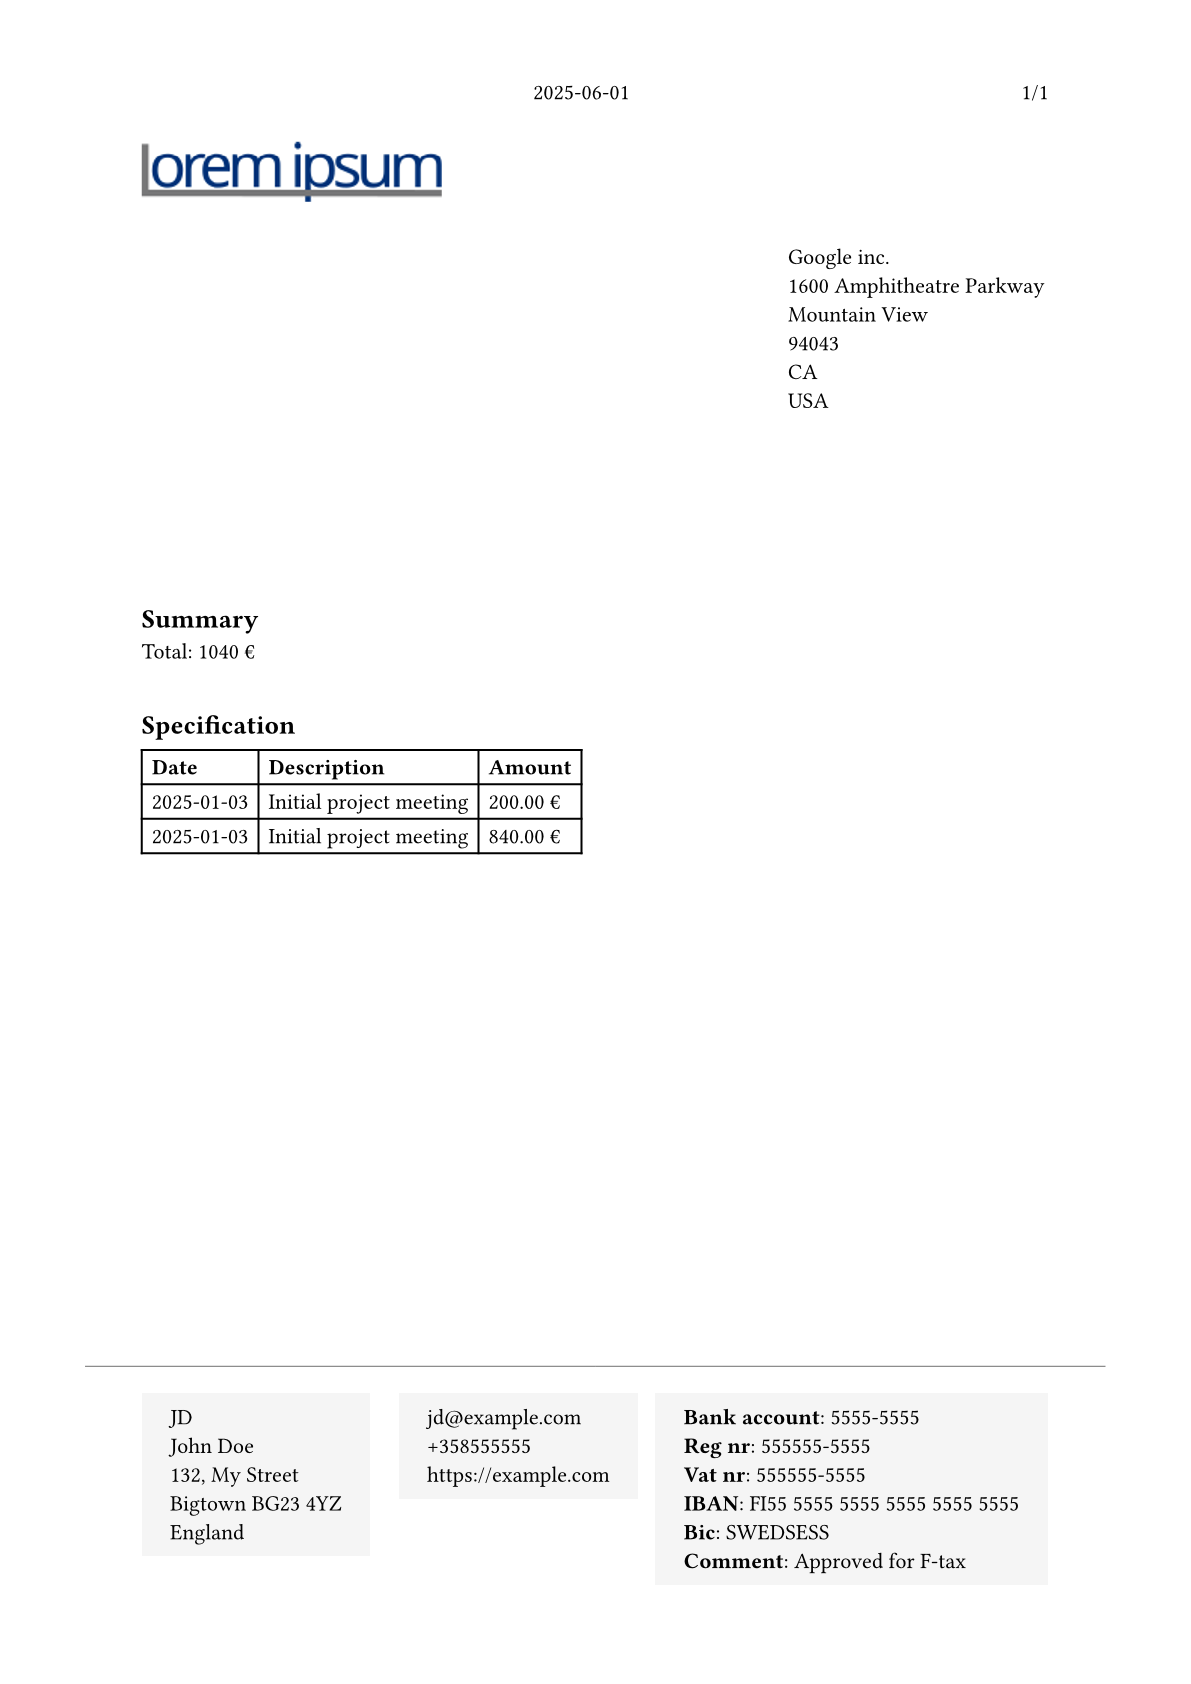 2025-06-01 1/1
lorem ipsum
Google inc.
1600 Amphitheatre Parkway
Mountain View
94043
CA
USA
Summary
Total: 1040 €
Specification
Date Description Amount
2025-01-03 Initial project meeting 200.00 €
2025-01-03 Initial project meeting 840.00 €
JD
John Doe
132, My Street
Bigtown BG23 4YZ
England
jd@example.com
+358555555
https://example.com
Bank account: 5555-5555
Reg nr: 555555-5555
Vat nr: 555555-5555
IBAN: FI55 5555 5555 5555 5555 5555
Bic: SWEDSESS
Comment: Approved for F-tax